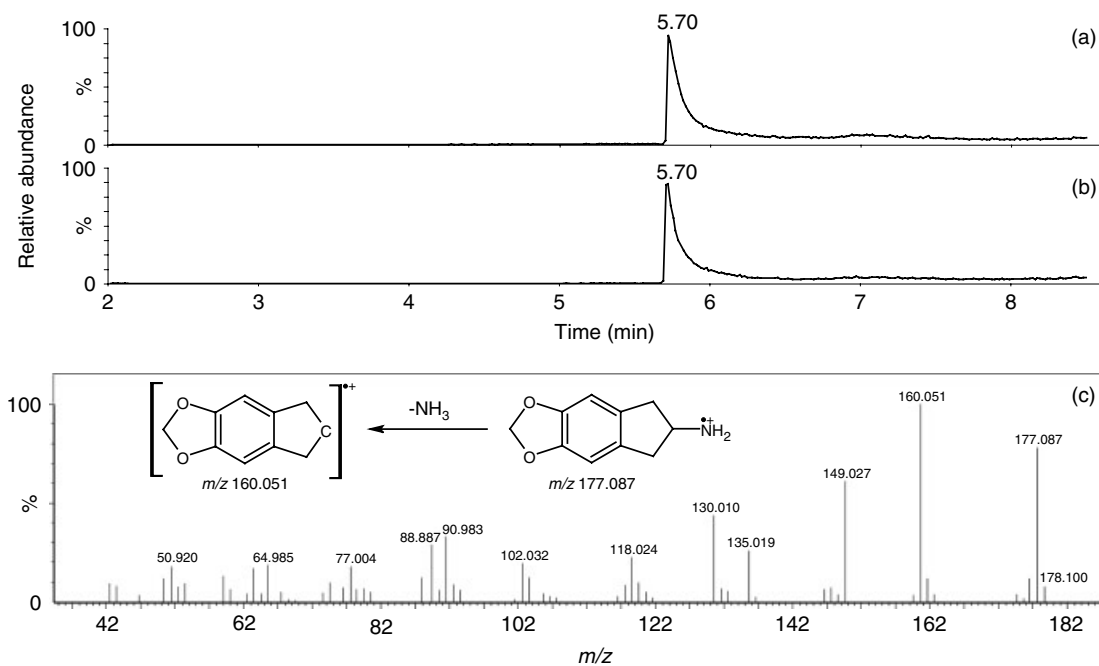 5.70
100
(a)
%
0
Relative abundance
5.70
100
(b)
%
0
2 3 4 5 6 7 8
Time (min)
(c)
100
160.051
O
O
C
•+
-NH3
O
O
•+
NH2
m/z 160.051
m/z 177.087
177.087
149.027
%
130.010
135.019
88.887
90.983
50.920
64.985
77.004
102.032
118.024
178.100
0
42 62 82 102 122 142 162 182
m/z